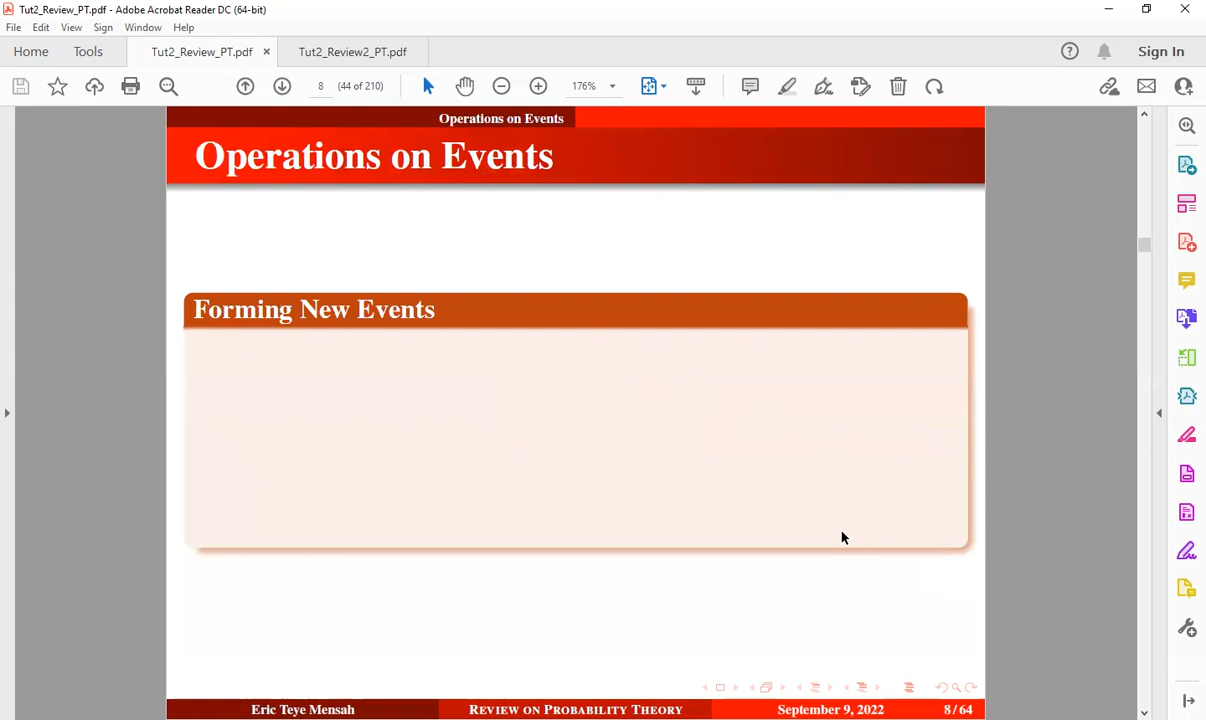 Tut2_Review_PT.pdf - Adobe Acrobat Reader DC (64-bit)
File Edit View Sign Window Help
Home Tools Tut2_Review_PT.pdf × Tut2_Review2_PT.pdf Sign In
8 (44 of 210) 176%
Operations on Events
Operations on Events
Forming New Events
Eric Teye Mensah REVIEW ON PROBABILITY THEORY September 9, 2022 8/64